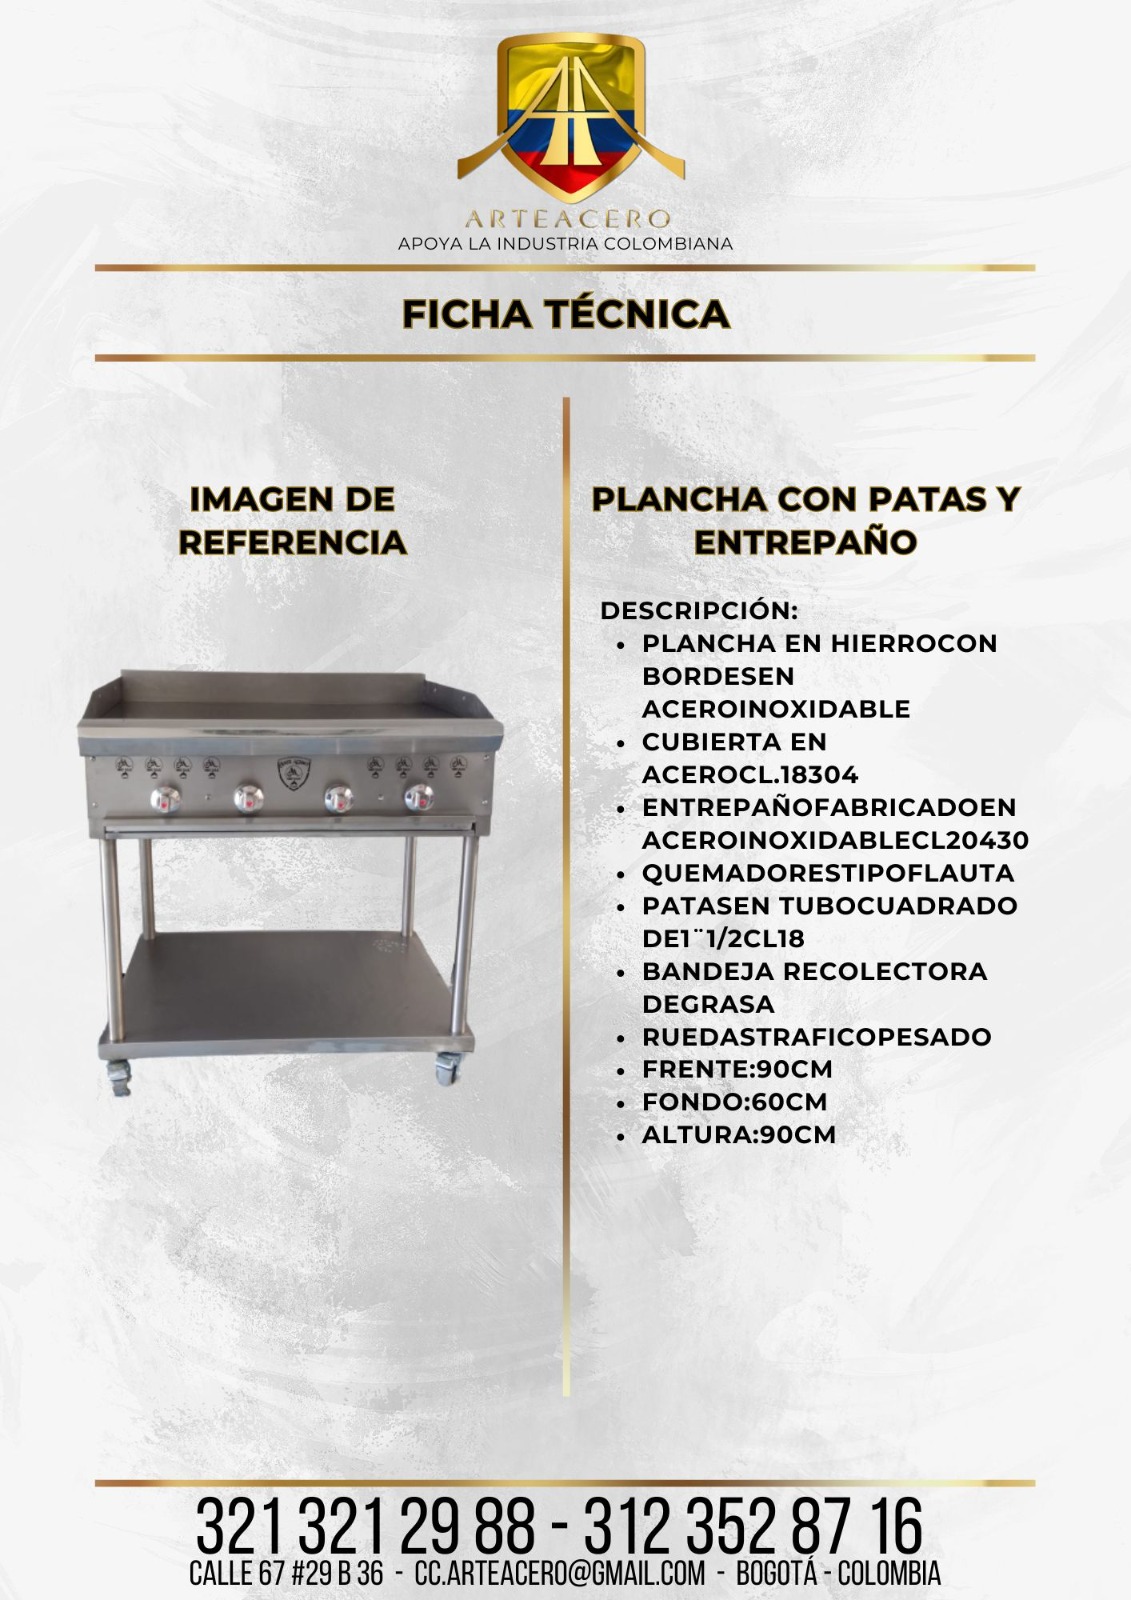 ARTEACERO
APOYA LA INDUSTRIA COLOMBIANA
FICHA TÉCNICA
IMAGEN DE
REFERENCIA
PLANCHA CON PATAS Y
ENTREPAÑO
DESCRIPCIÓN:
• PLANCHA EN HIERROCON
BORDESEN
ACEROINOXIDABLE
• CUBIERTA EN
ACEROCL.18304
• ENTREPAÑOFABRICADOEN
ACEROINOXIDABLECL20430
• QUEMADORESTIPOFLAUTA
• PATASEN TUBOCUADRADO
DE1¨1/2CL18
• BANDEJA RECOLECTORA
DEGRASA
• RUEDASTRAFICOPESADO
• FRENTE:90CM
• FONDO:60CM
• ALTURA:90CM
321 321 29 88 - 312 352 87 16
CALLE 67 #29 B 36 - CC.ARTEACERO@GMAIL.COM - BOGOTÁ - COLOMBIA